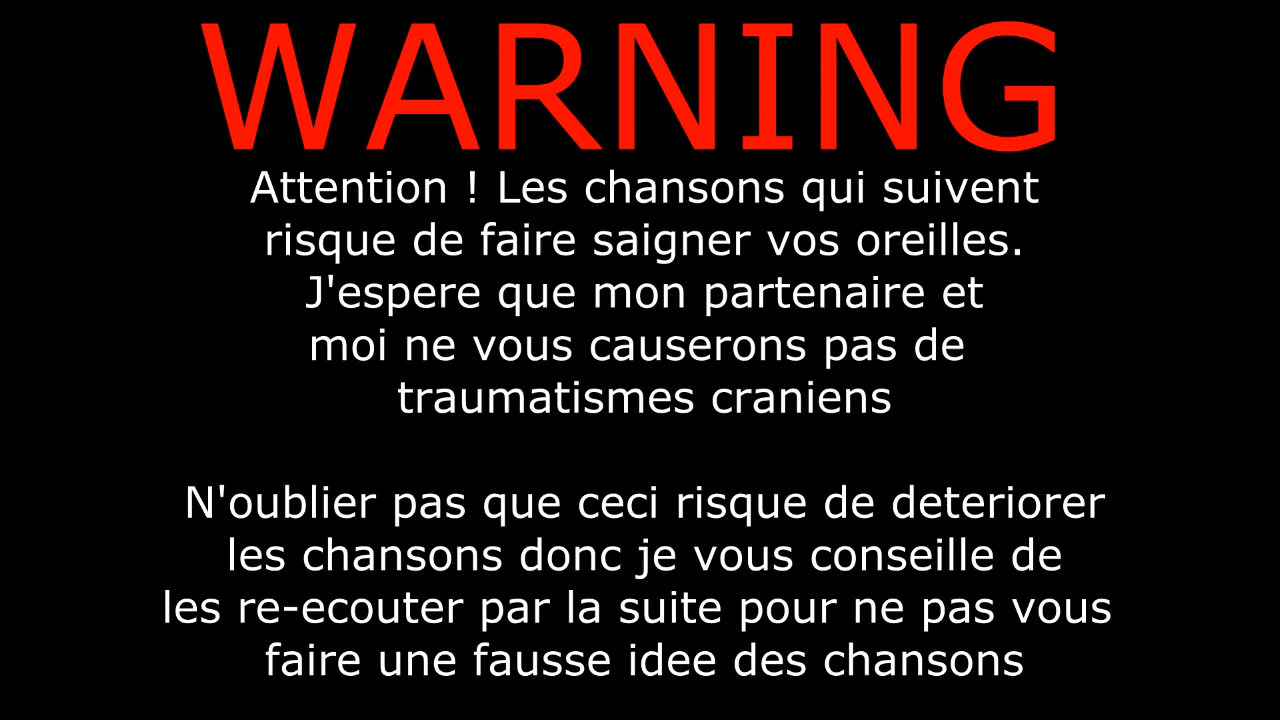 WARNING
Attention ! Les chansons qui suivent
risque de faire saigner vos oreilles.
J'espere que mon partenaire et
moi ne vous causerons pas de
traumatismes craniens
N'oublier pas que ceci risque de deteriorer
les chansons donc je vous conseille de
les re-ecouter par la suite pour ne pas vous
faire une fausse idee des chansons